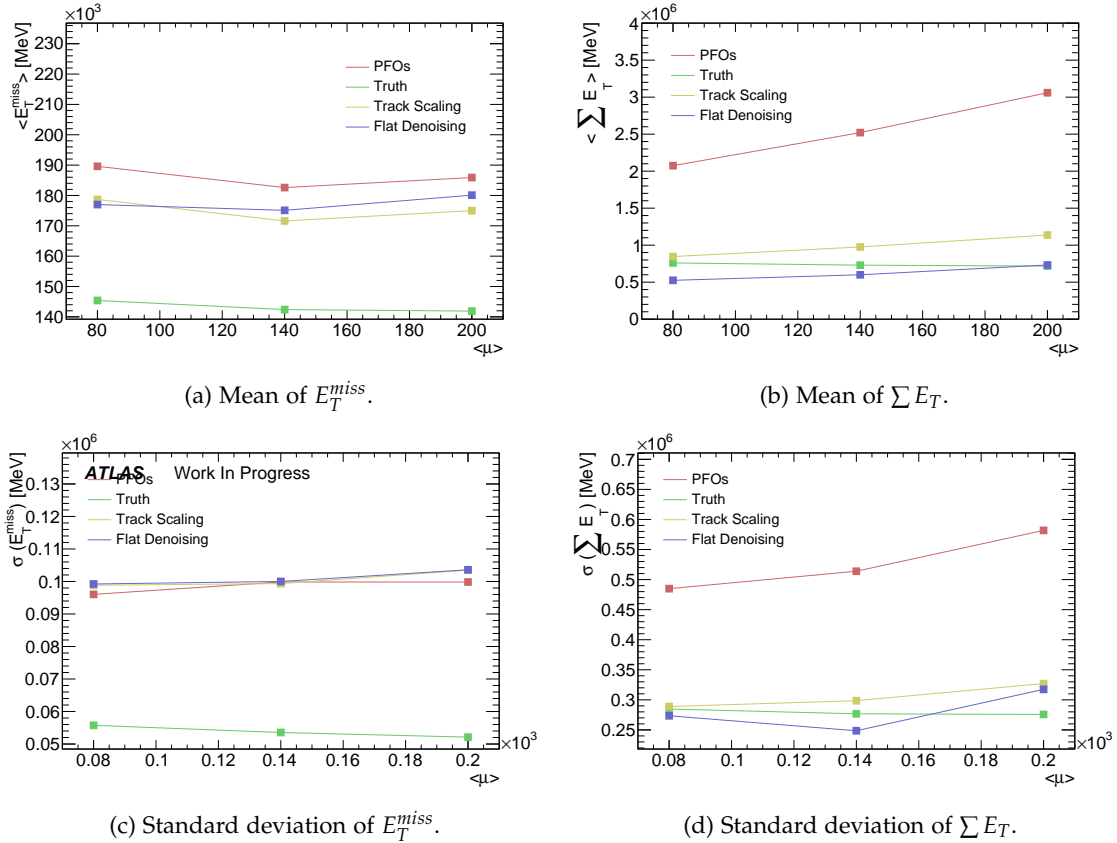 ×10³
<E_T^miss> [MeV]
230
220
210
200
190
180
170
160
150
140
80 100 120 140 160 180 200
<μ>
PFOs
Truth
Track Scaling
Flat Denoising
(a) Mean of E_T^miss.
×10⁶
< ∑ E_T > [MeV]
4
3.5
3
2.5
2
1.5
1
0.5
0
80 100 120 140 160 180 200
<μ>
PFOs
Truth
Track Scaling
Flat Denoising
(b) Mean of ∑ E_T.
×10⁶
σ (E_T^miss) [MeV]
0.13
0.12
0.11
0.1
0.09
0.08
0.07
0.06
0.05
0.08 0.1 0.12 0.14 0.16 0.18 0.2
×10³
<μ>
ATLAS Work In Progress
PFOs
Truth
Track Scaling
Flat Denoising
(c) Standard deviation of E_T^miss.
×10⁶
σ (∑ E_T) [MeV]
0.7
0.65
0.6
0.55
0.5
0.45
0.4
0.35
0.3
0.25
0.08 0.1 0.12 0.14 0.16 0.18 0.2
×10³
<μ>
PFOs
Truth
Track Scaling
Flat Denoising
(d) Standard deviation of ∑ E_T.